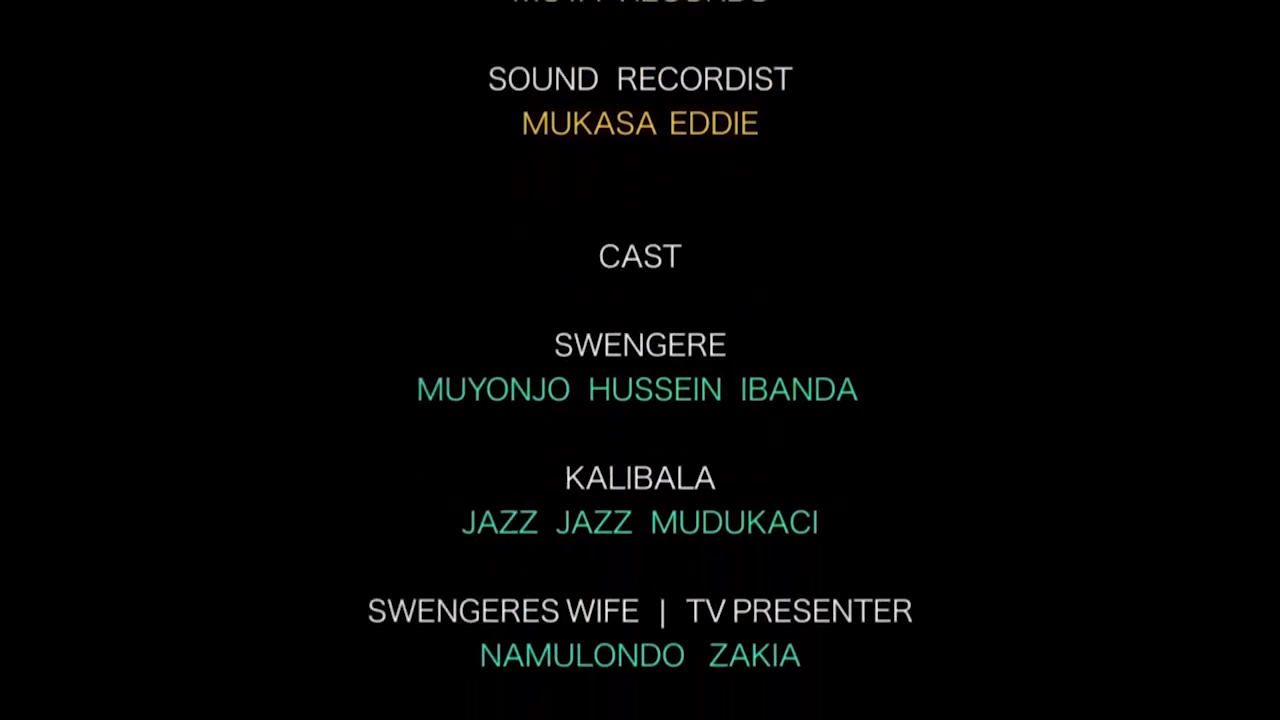 SOUND RECORDIST
MUKASA EDDIE
CAST
SWENGERE
MUYONJO HUSSEIN IBANDA
KALIBALA
JAZZ JAZZ MUDUKACI
SWENGERES WIFE | TV PRESENTER
NAMULONDO ZAKIA